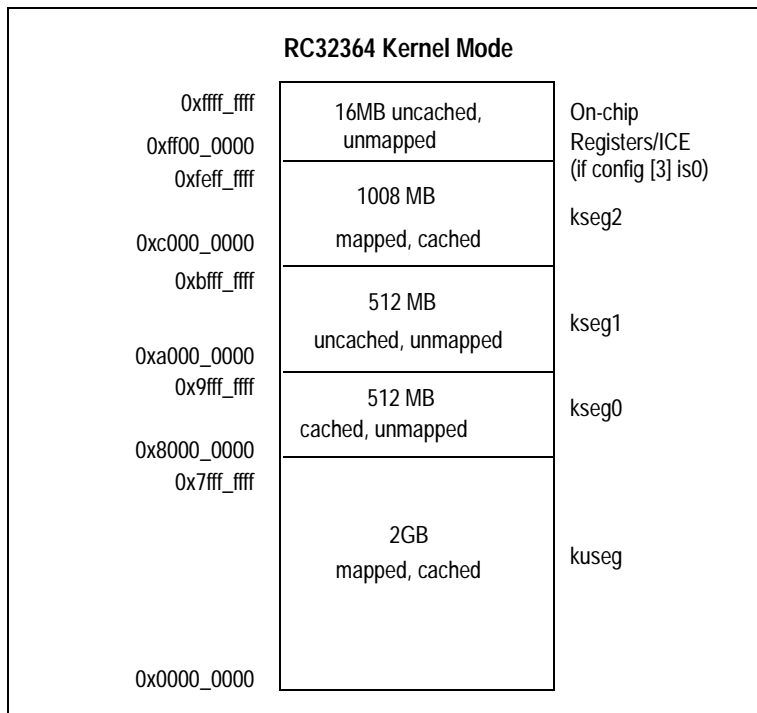 RC32364 Kernel Mode
0xffff_ffff
16MB uncached,
unmapped
On-chip
Registers/ICE
(if config [3] is0)
0xff00_0000
0xfeff_ffff
1008 MB
mapped, cached
kseg2
0xc000_0000
0xbfff_ffff
512 MB
uncached, unmapped
kseg1
0xa000_0000
0x9fff_ffff
512 MB
cached, unmapped
kseg0
0x8000_0000
0x7fff_ffff
2GB
mapped, cached
kuseg
0x0000_0000